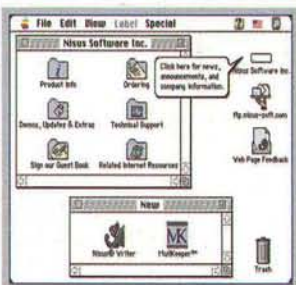 File Edit View Label Special
Nisus Software Inc.
Product Info
Ordering
Demos, Updates & Extras
Technical Support
Sign our Guest Book
Related Internet Resources
Click here for news,
announcements, and
company information.
Nisus Software Inc.
ftp.nisus-soft.com
Web Page Feedback
New
Nisus® Writer
MK
MailKeeper™
Trash